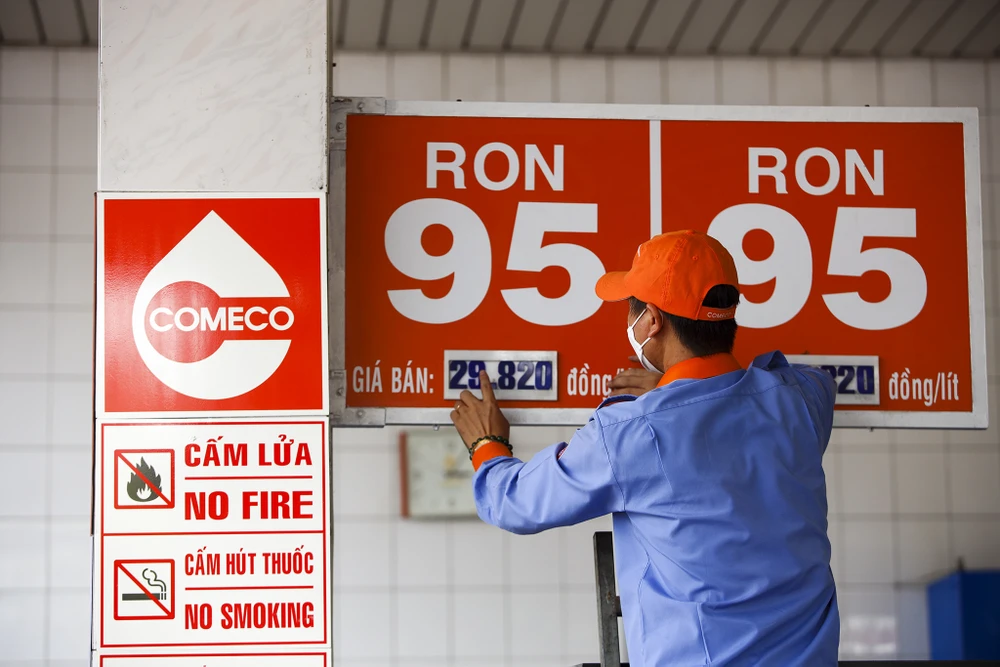 COMECO
CẤM LỬA
NO FIRE
CẤM HÚT THUỐC
NO SMOKING
RON
95
GIÁ BÁN: 29.820 đồng/
RON
95
820 đồng/lít